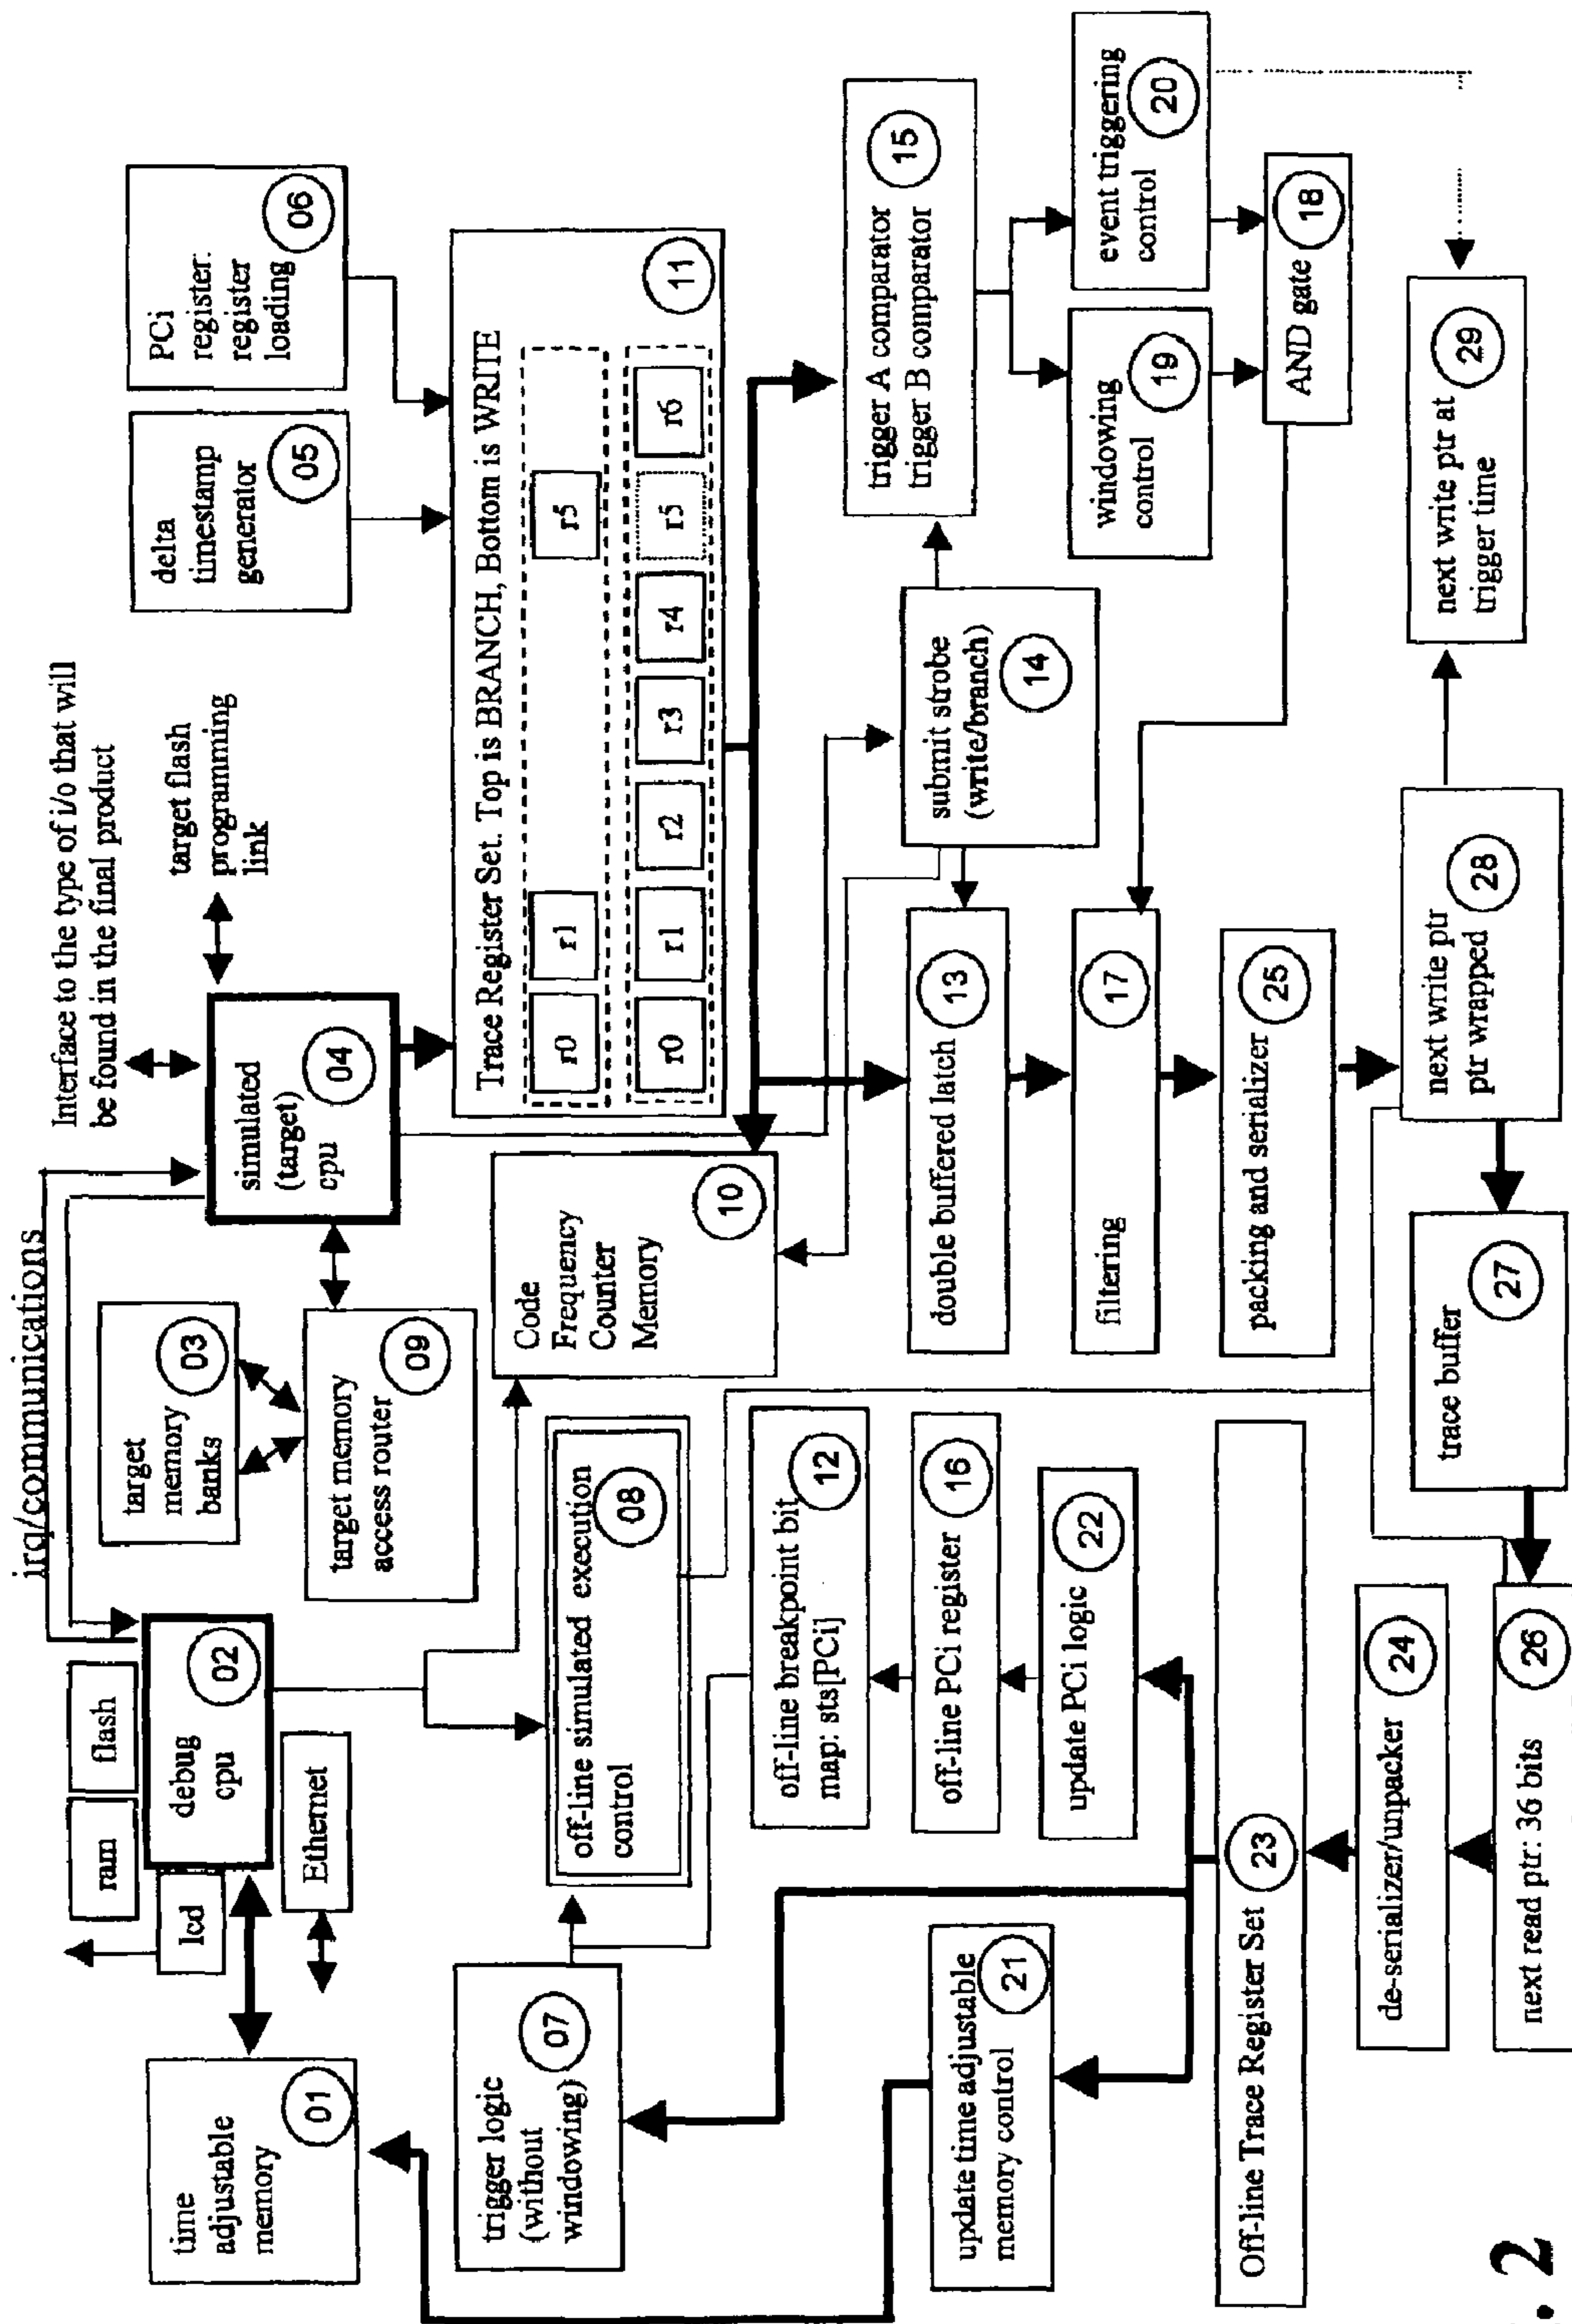 irq/communications
Interface to the type of i/o that will
be found in the final product
target flash
programming
link
ram
flash
lcd
debug
cpu
02
Ethernet
time
adjustable
memory
01
target
memory
banks
03
target memory
access router
09
simulated
(target)
cpu
04
delta
timestamp
generator
05
PCi
register:
register
loading
06
Trace Register Set. Top is BRANCH, Bottom is WRITE
r0
r1
r5
r0
r1
r2
r3
r4
r5
r6
11
Code
Frequency
Counter
Memory
10
off-line simulated execution
control
08
trigger logic
(without
windowing)
07
off-line breakpoint bit
map: sts[PCi]
12
off-line PCi register
16
update PCi logic
22
update time adjustable
memory control
21
Off-line Trace Register Set
23
de-serializer/unpacker
24
next read ptr: 36 bits
26
double buffered latch
13
filtering
17
packing and serializer
25
submit strobe
(write/branch)
14
trigger A comparator
trigger B comparator
15
windowing
control
19
event triggering
control
20
AND gate
18
trace buffer
27
next write ptr
ptr wrapped
28
next write ptr at
trigger time
29
. 2